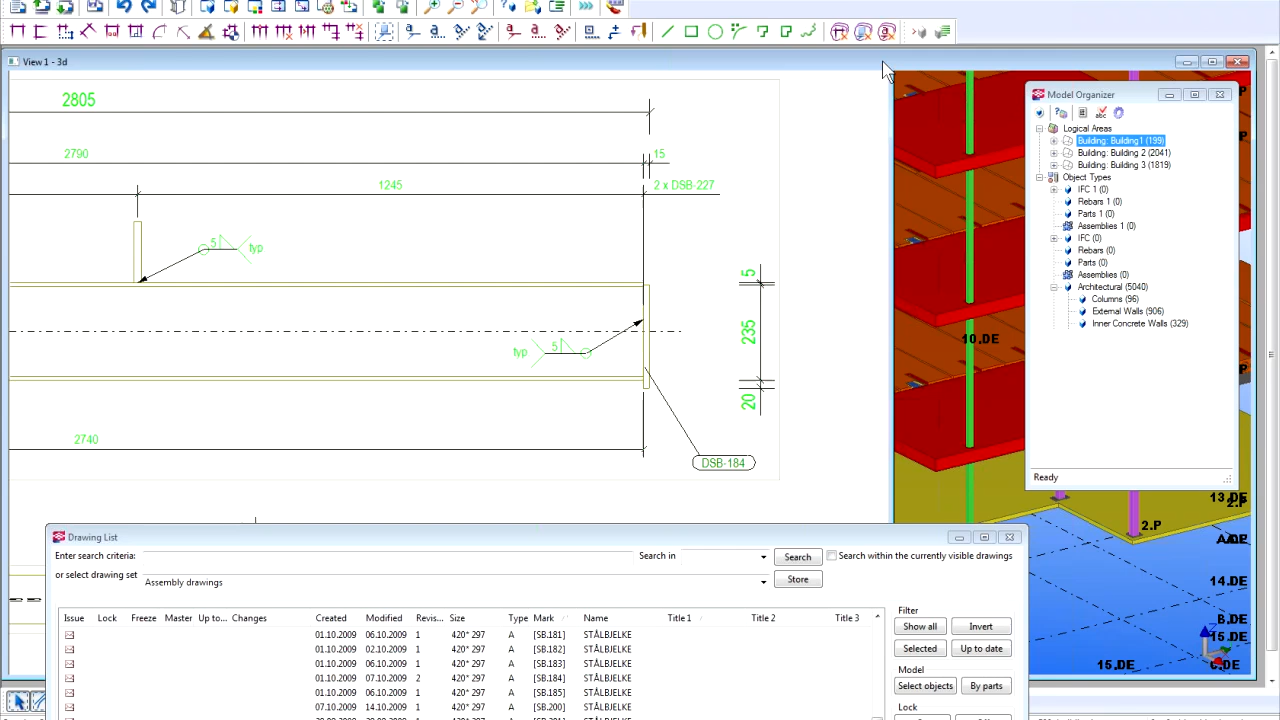 View 1 - 3d
2805
2790
15
1245
2 x DSB-227
5
typ
5
235
typ
5
20
2740
DSB-184
10.DE
13.DE
2.P
2.P
14.DE
B.DE
15.DE
15.DE
Model Organizer
Logical Areas
Building: Building1 (199)
Building: Building 2 (2041)
Building: Building 3 (1819)
Object Types
IFC 1 (0)
Rebars 1 (0)
Parts 1 (0)
Assemblies 1 (0)
IFC (0)
Rebars (0)
Parts (0)
Assemblies (0)
Architectural (5040)
Columns (96)
External Walls (906)
Inner Concrete Walls (329)
Ready
Drawing List
Enter search criteria: Search in Search Search within the currently visible drawings
or select drawing set Assembly drawings Store
Issue Lock Freeze Master Up to... Changes Created Modified Revis... Size Type Mark Name Title 1 Title 2 Title 3
01.10.2009 06.10.2009 1 420* 297 A [SB.181] STÅLBJELKE
01.10.2009 02.10.2009 1 420* 297 A [SB.182] STÅLBJELKE
01.10.2009 06.10.2009 1 420* 297 A [SB.183] STÅLBJELKE
01.10.2009 07.10.2009 2 420* 297 A [SB.184] STÅLBJELKE
01.10.2009 06.10.2009 1 420* 297 A [SB.185] STÅLBJELKE
07.10.2009 14.10.2009 1 420* 297 A [SB.200] STÅLBJELKE
Filter
Show all Invert
Selected Up to date
Model
Select objects By parts
Lock